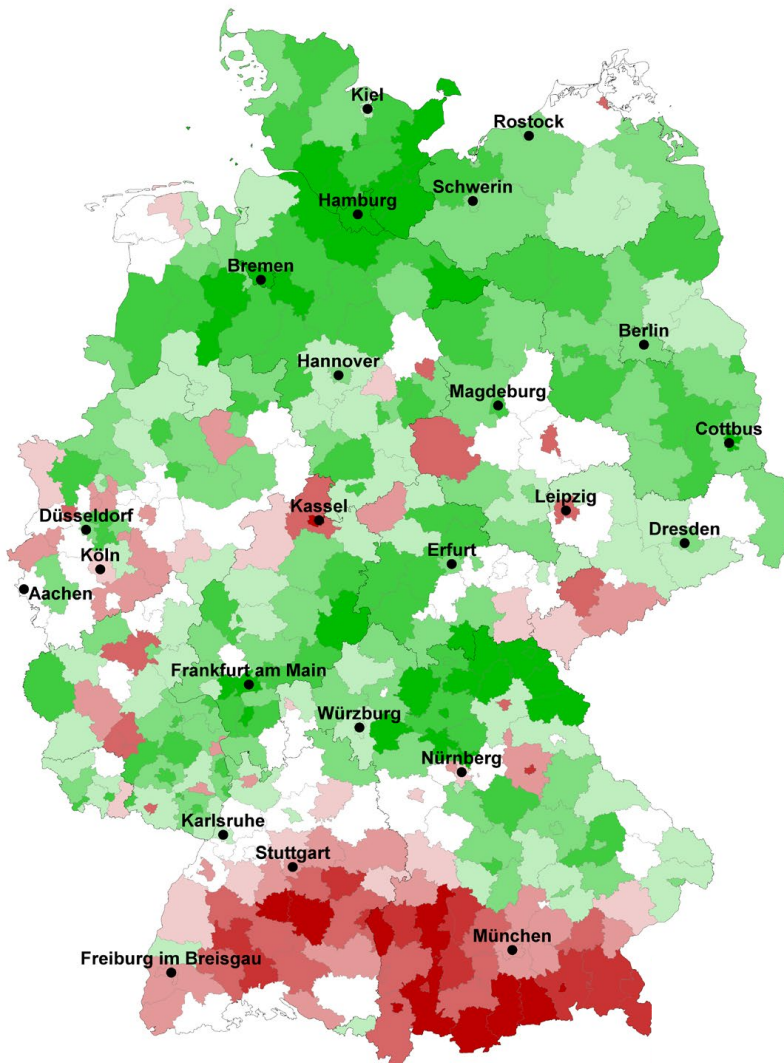 Kiel
Rostock
Schwerin
Hamburg
Bremen
Berlin
Hannover
Magdeburg
Cottbus
Kassel
Leipzig
Düsseldorf
Dresden
Köln
Erfurt
Aachen
Frankfurt am Main
Würzburg
Nürnberg
Karlsruhe
Stuttgart
München
Freiburg im Breisgau